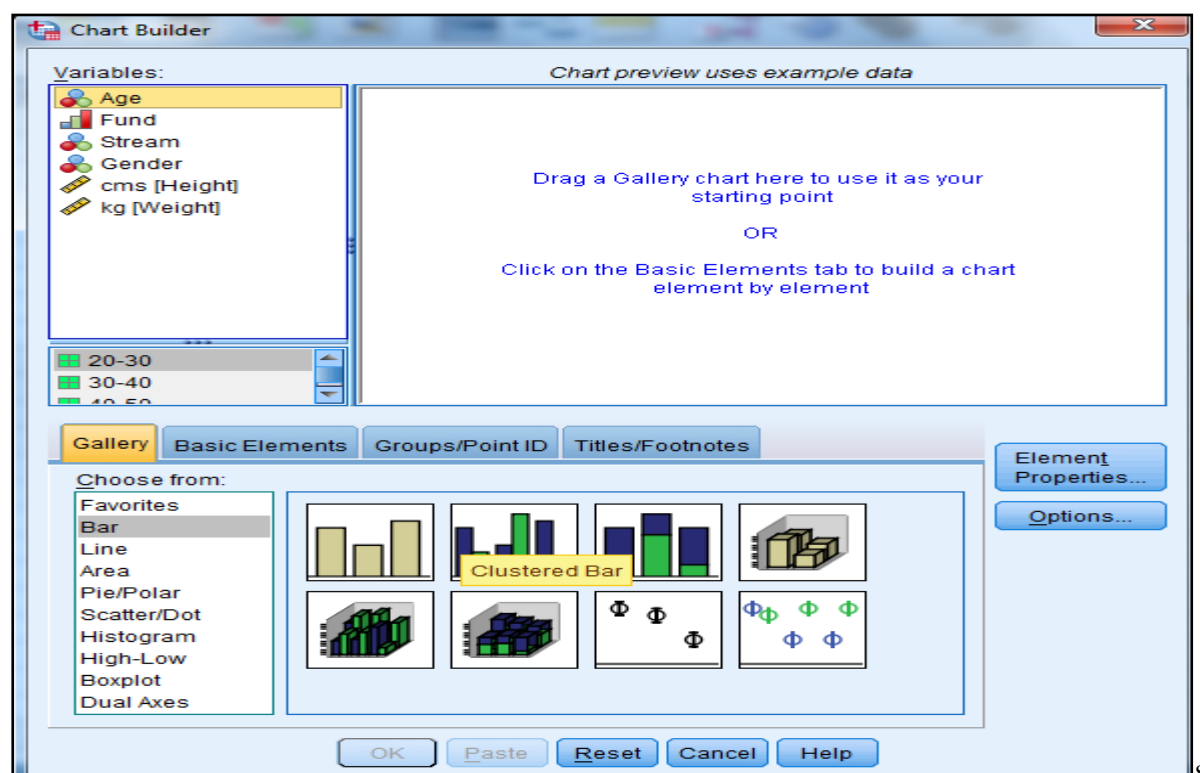 Chart Builder
Variables:
Chart preview uses example data
Age
Fund
Stream
Gender
cms [Height]
kg [Weight]
Drag a Gallery chart here to use it as your
starting point
OR
Click on the Basic Elements tab to build a chart
element by element
20-30
30-40
40-50
Gallery Basic Elements Groups/Point ID Titles/Footnotes
Element
Properties...
Options...
Choose from:
Favorites
Bar
Line
Area
Pie/Polar
Scatter/Dot
Histogram
High-Low
Boxplot
Dual Axes
Clustered Bar
OK Paste Reset Cancel Help